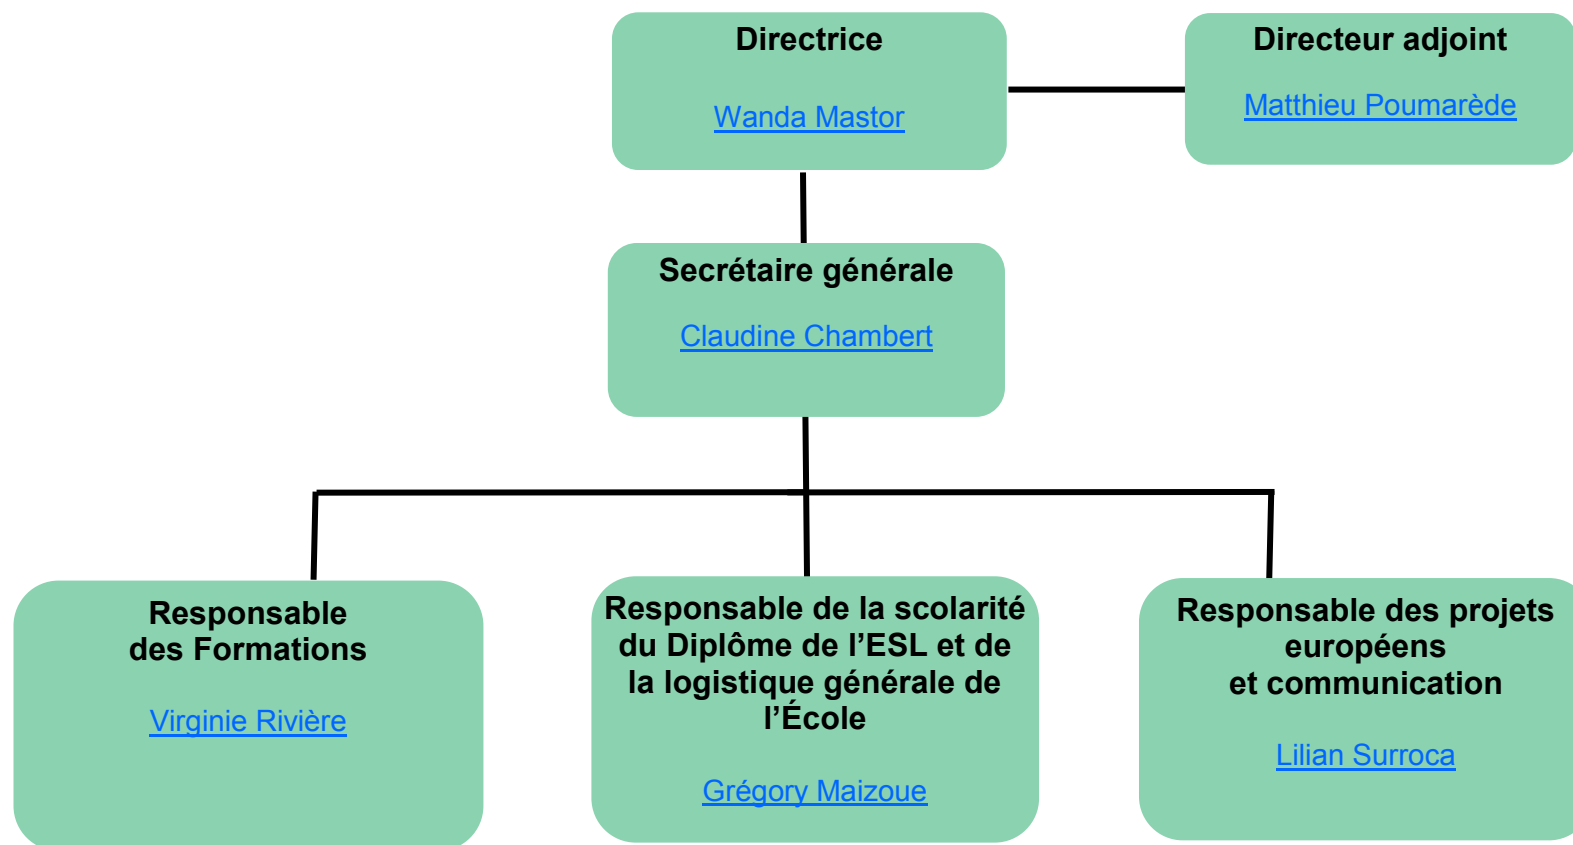 Directrice
Wanda Mastor
Directeur adjoint
Matthieu Poumarède
Secrétaire générale
Claudine Chambert
Responsable
des Formations
Virginie Rivière
Responsable de la scolarité
du Diplôme de l’ESL et de
la logistique générale de
l’École
Grégory Maizoue
Responsable des projets
européens
et communication
Lilian Surroca